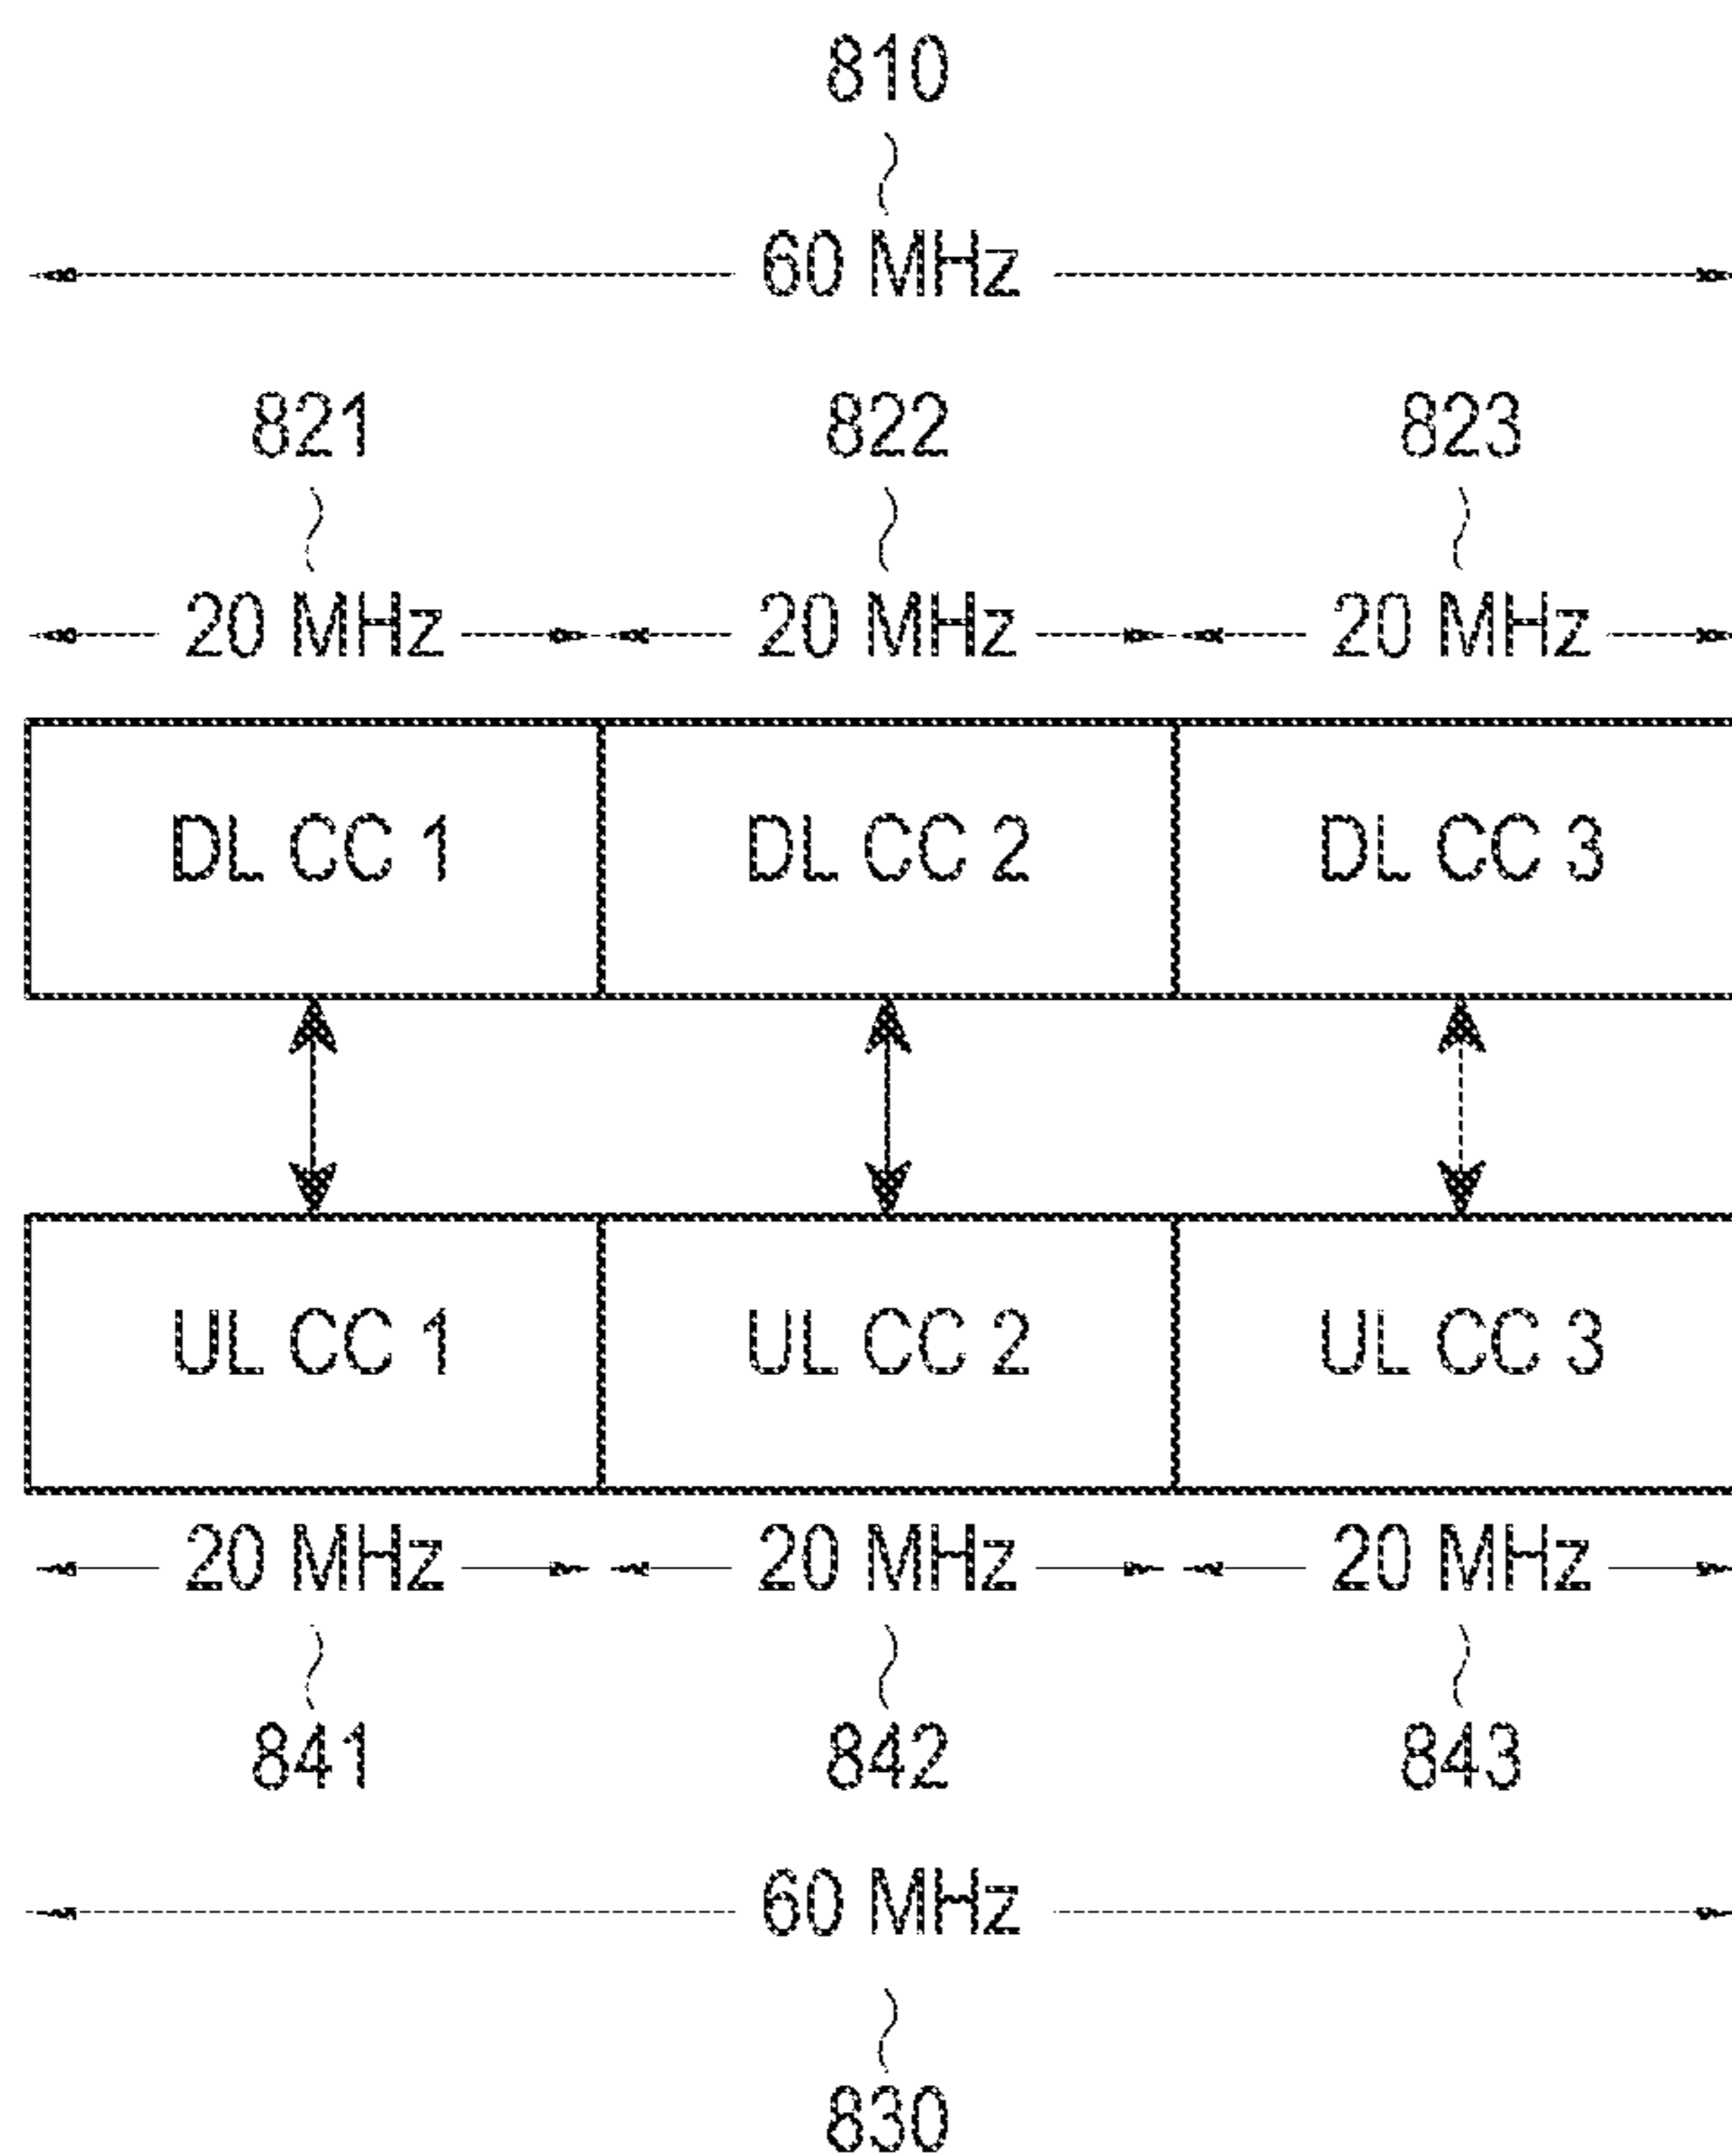 810
60 MHz
821 822 823
20 MHz 20 MHz 20 MHz
DL CC 1 DL CC 2 DL CC 3
UL CC 1 UL CC 2 UL CC 3
20 MHz 20 MHz 20 MHz
841 842 843
60 MHz
830